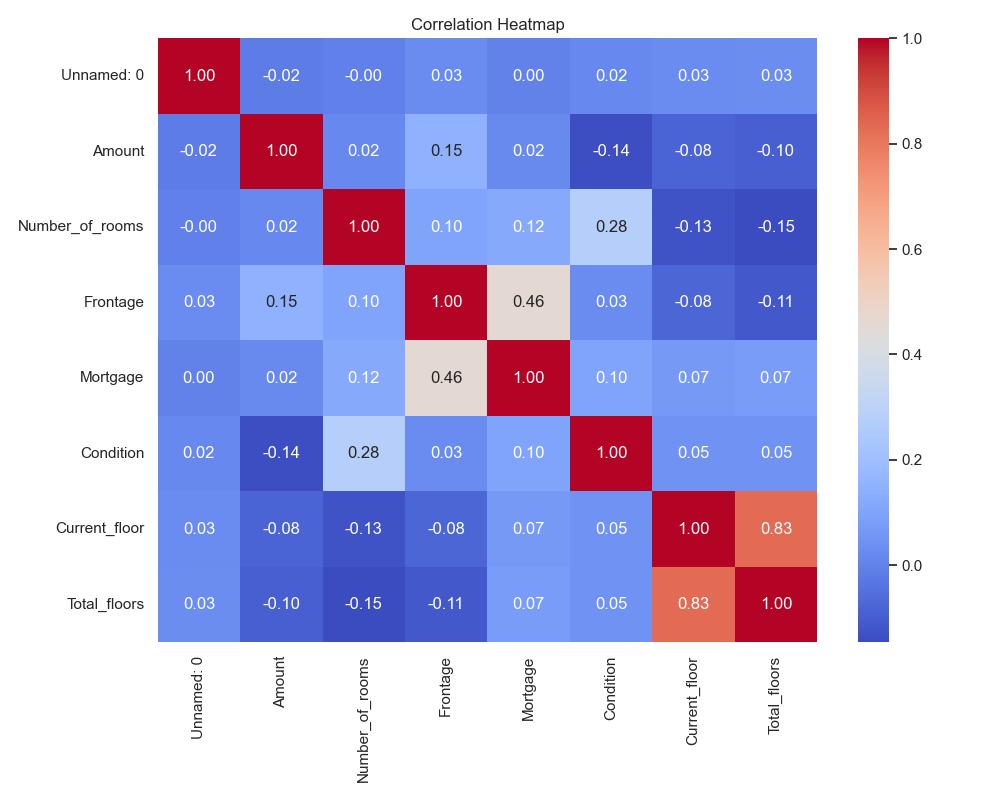 Correlation Heatmap
Unnamed: 0 1.00 -0.02 -0.00 0.03 0.00 0.02 0.03 0.03
Amount -0.02 1.00 0.02 0.15 0.02 -0.14 -0.08 -0.10
Number_of_rooms -0.00 0.02 1.00 0.10 0.12 0.28 -0.13 -0.15
Frontage 0.03 0.15 0.10 1.00 0.46 0.03 -0.08 -0.11
Mortgage 0.00 0.02 0.12 0.46 1.00 0.10 0.07 0.07
Condition 0.02 -0.14 0.28 0.03 0.10 1.00 0.05 0.05
Current_floor 0.03 -0.08 -0.13 -0.08 0.07 0.05 1.00 0.83
Total_floors 0.03 -0.10 -0.15 -0.11 0.07 0.05 0.83 1.00
Unnamed: 0
Amount
Number_of_rooms
Frontage
Mortgage
Condition
Current_floor
Total_floors
1.0
0.8
0.6
0.4
0.2
0.0